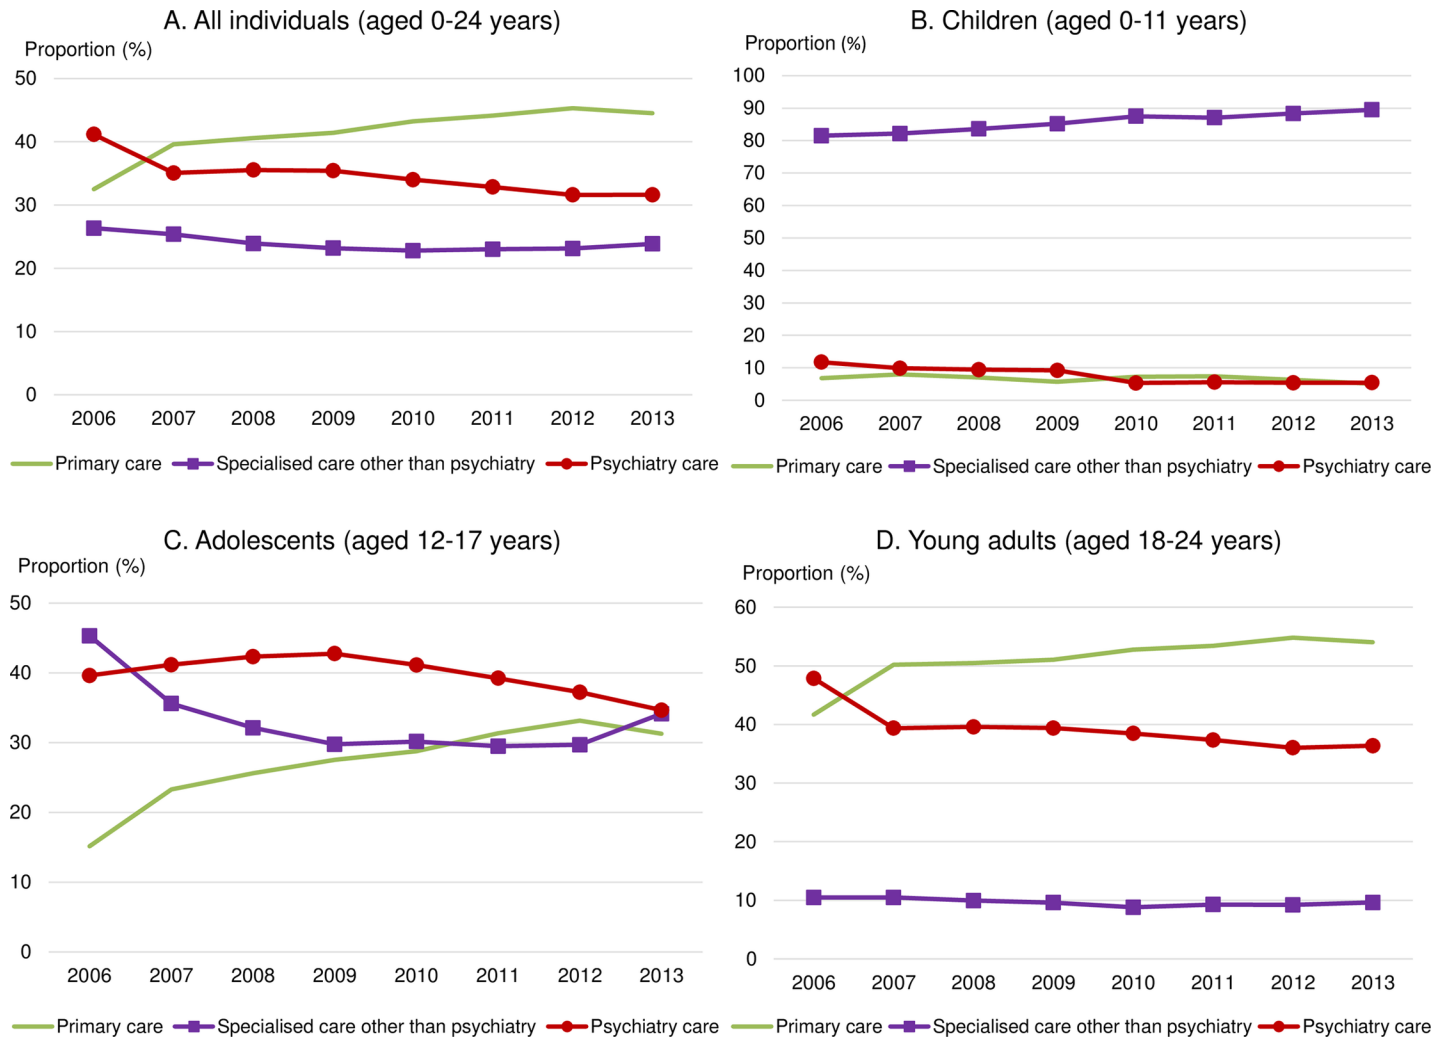 A. All individuals (aged 0-24 years)
Proportion (%)
50
40
30
20
10
0
2006 2007 2008 2009 2010 2011 2012 2013
Primary care Specialised care other than psychiatry Psychiatry care
B. Children (aged 0-11 years)
Proportion (%)
100
90
80
70
60
50
40
30
20
10
0
2006 2007 2008 2009 2010 2011 2012 2013
Primary care Specialised care other than psychiatry Psychiatry care
C. Adolescents (aged 12-17 years)
Proportion (%)
50
40
30
20
10
0
2006 2007 2008 2009 2010 2011 2012 2013
Primary care Specialised care other than psychiatry Psychiatry care
D. Young adults (aged 18-24 years)
Proportion (%)
60
50
40
30
20
10
0
2006 2007 2008 2009 2010 2011 2012 2013
Primary care Specialised care other than psychiatry Psychiatry care